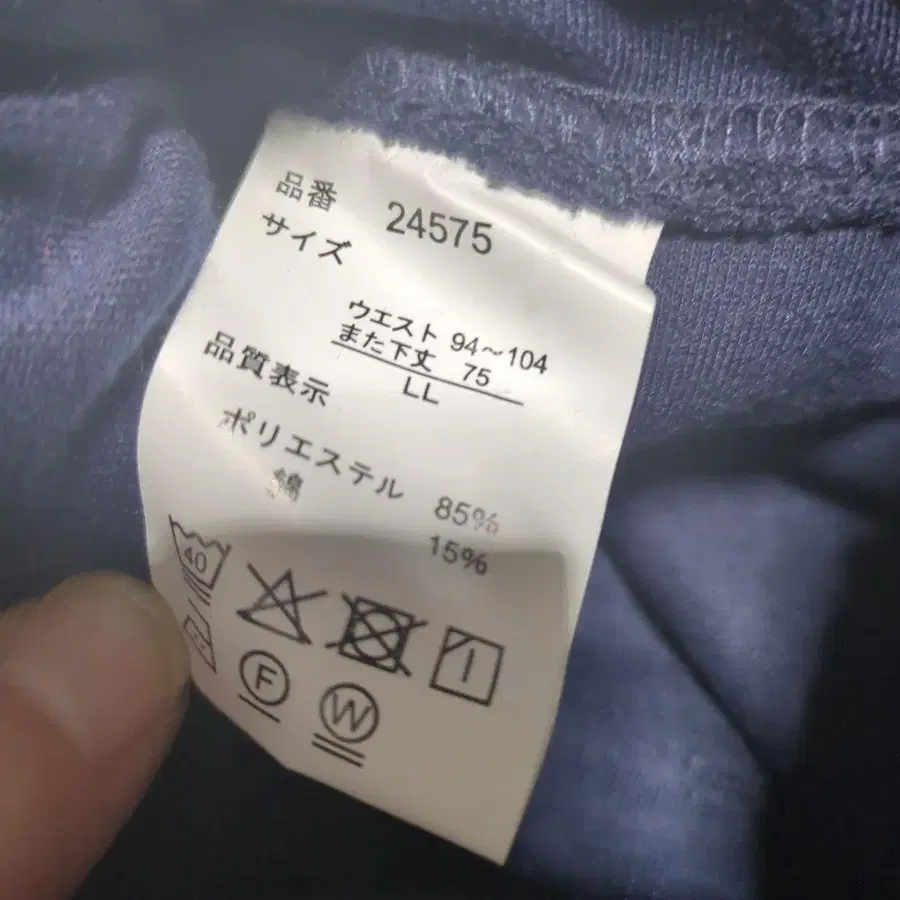 品番 24575
サイズ
ウエスト 94～104
また下丈 75
LL
品質表示
ポリエステル 85%
綿 15%
40
F
W